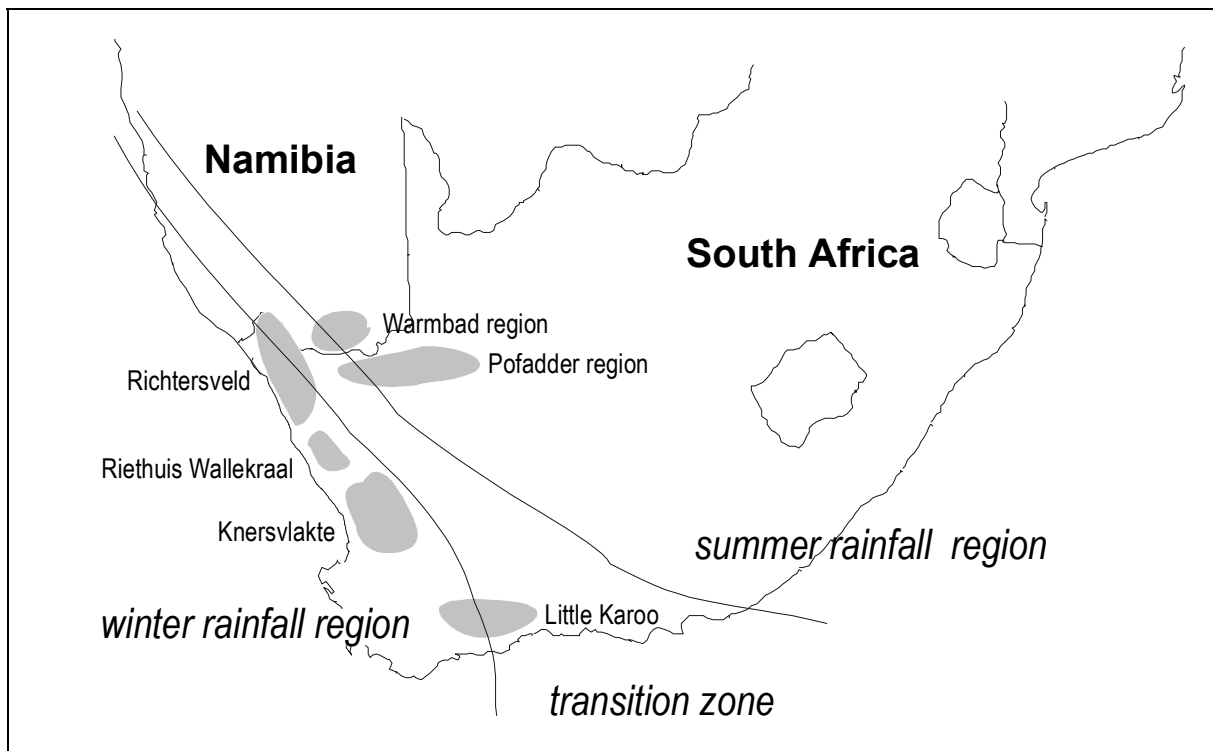 Namibia
South Africa
Warmbad region
Pofadder region
Richtersveld
Riethuis Wallekraal
Knersvlakte
summer rainfall region
Little Karoo
winter rainfall region
transition zone